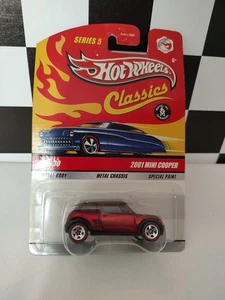 SERIES 5
Hot Wheels
Classics
2001 MINI COOPER
METAL CHASSIS
SPECIAL PAINT